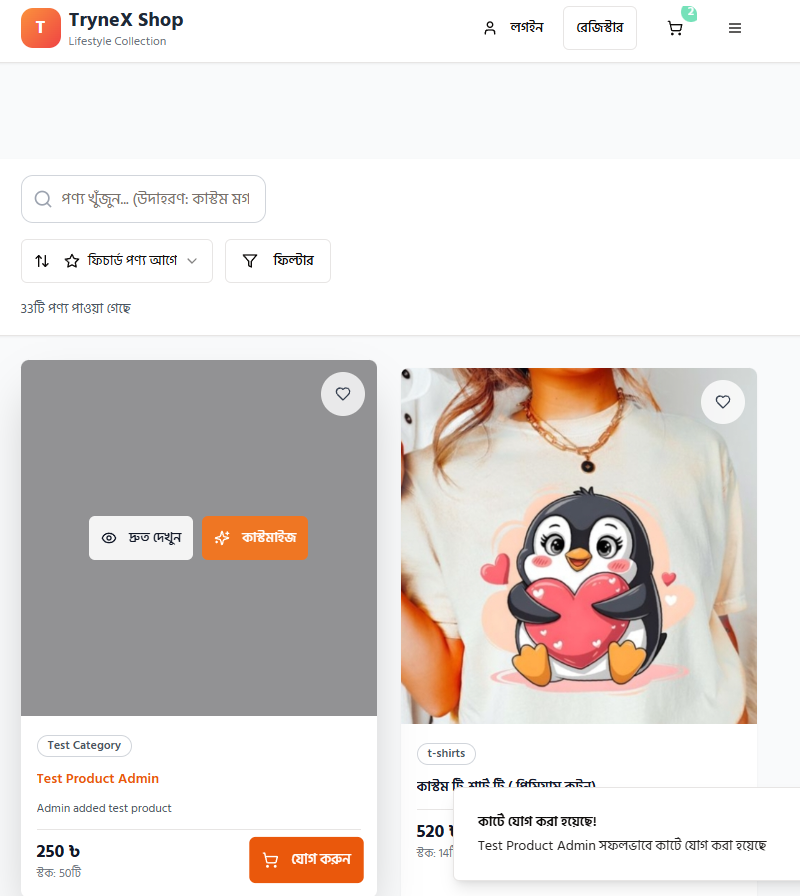 T
TryneX Shop
Lifestyle Collection
লগইন
রেজিস্টার
2
পণ্য খুঁজুন... (উদাহরণ: কাস্টম মগ
ফিচার্ড পণ্য আগে
ফিল্টার
33টি পণ্য পাওয়া গেছে
দ্রুত দেখুন
কাস্টমাইজ
Test Category
Test Product Admin
Admin added test product
250 ৳
স্টক: 50টি
যোগ করুন
t-shirts
কাস্টম টি শার্ট টি ( প্রিমিয়াম কটন)
520 ৳
স্টক: 14
কার্টে যোগ করা হয়েছে!
Test Product Admin সফলভাবে কার্টে যোগ করা হয়েছে